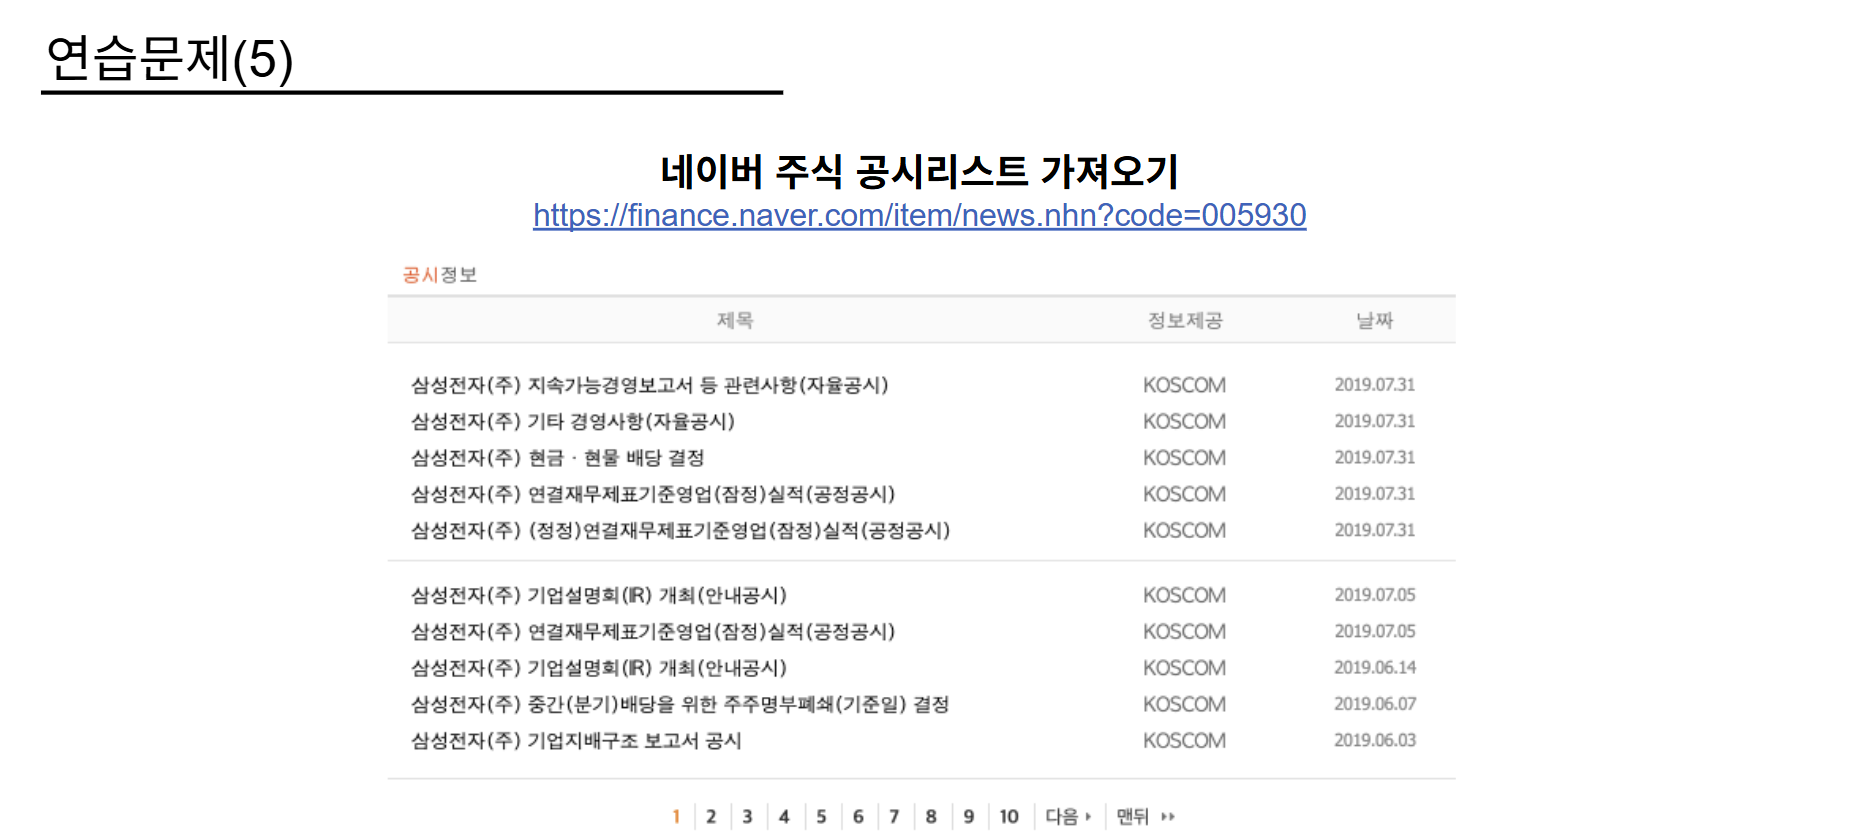 연습문제(5)
네이버 주식 공시리스트 가져오기
https://finance.naver.com/item/news.nhn?code=005930
공시정보
제목 정보제공 날짜
삼성전자(주) 지속가능경영보고서 등 관련사항(자율공시) KOSCOM 2019.07.31
삼성전자(주) 기타 경영사항(자율공시) KOSCOM 2019.07.31
삼성전자(주) 현금 · 현물 배당 결정 KOSCOM 2019.07.31
삼성전자(주) 연결재무제표기준영업(잠정)실적(공정공시) KOSCOM 2019.07.31
삼성전자(주) (정정)연결재무제표기준영업(잠정)실적(공정공시) KOSCOM 2019.07.31
삼성전자(주) 기업설명회(IR) 개최(안내공시) KOSCOM 2019.07.05
삼성전자(주) 연결재무제표기준영업(잠정)실적(공정공시) KOSCOM 2019.07.05
삼성전자(주) 기업설명회(IR) 개최(안내공시) KOSCOM 2019.06.14
삼성전자(주) 중간(분기)배당을 위한 주주명부폐쇄(기준일) 결정 KOSCOM 2019.06.07
삼성전자(주) 기업지배구조 보고서 공시 KOSCOM 2019.06.03
1 2 3 4 5 6 7 8 9 10 다음 맨뒤